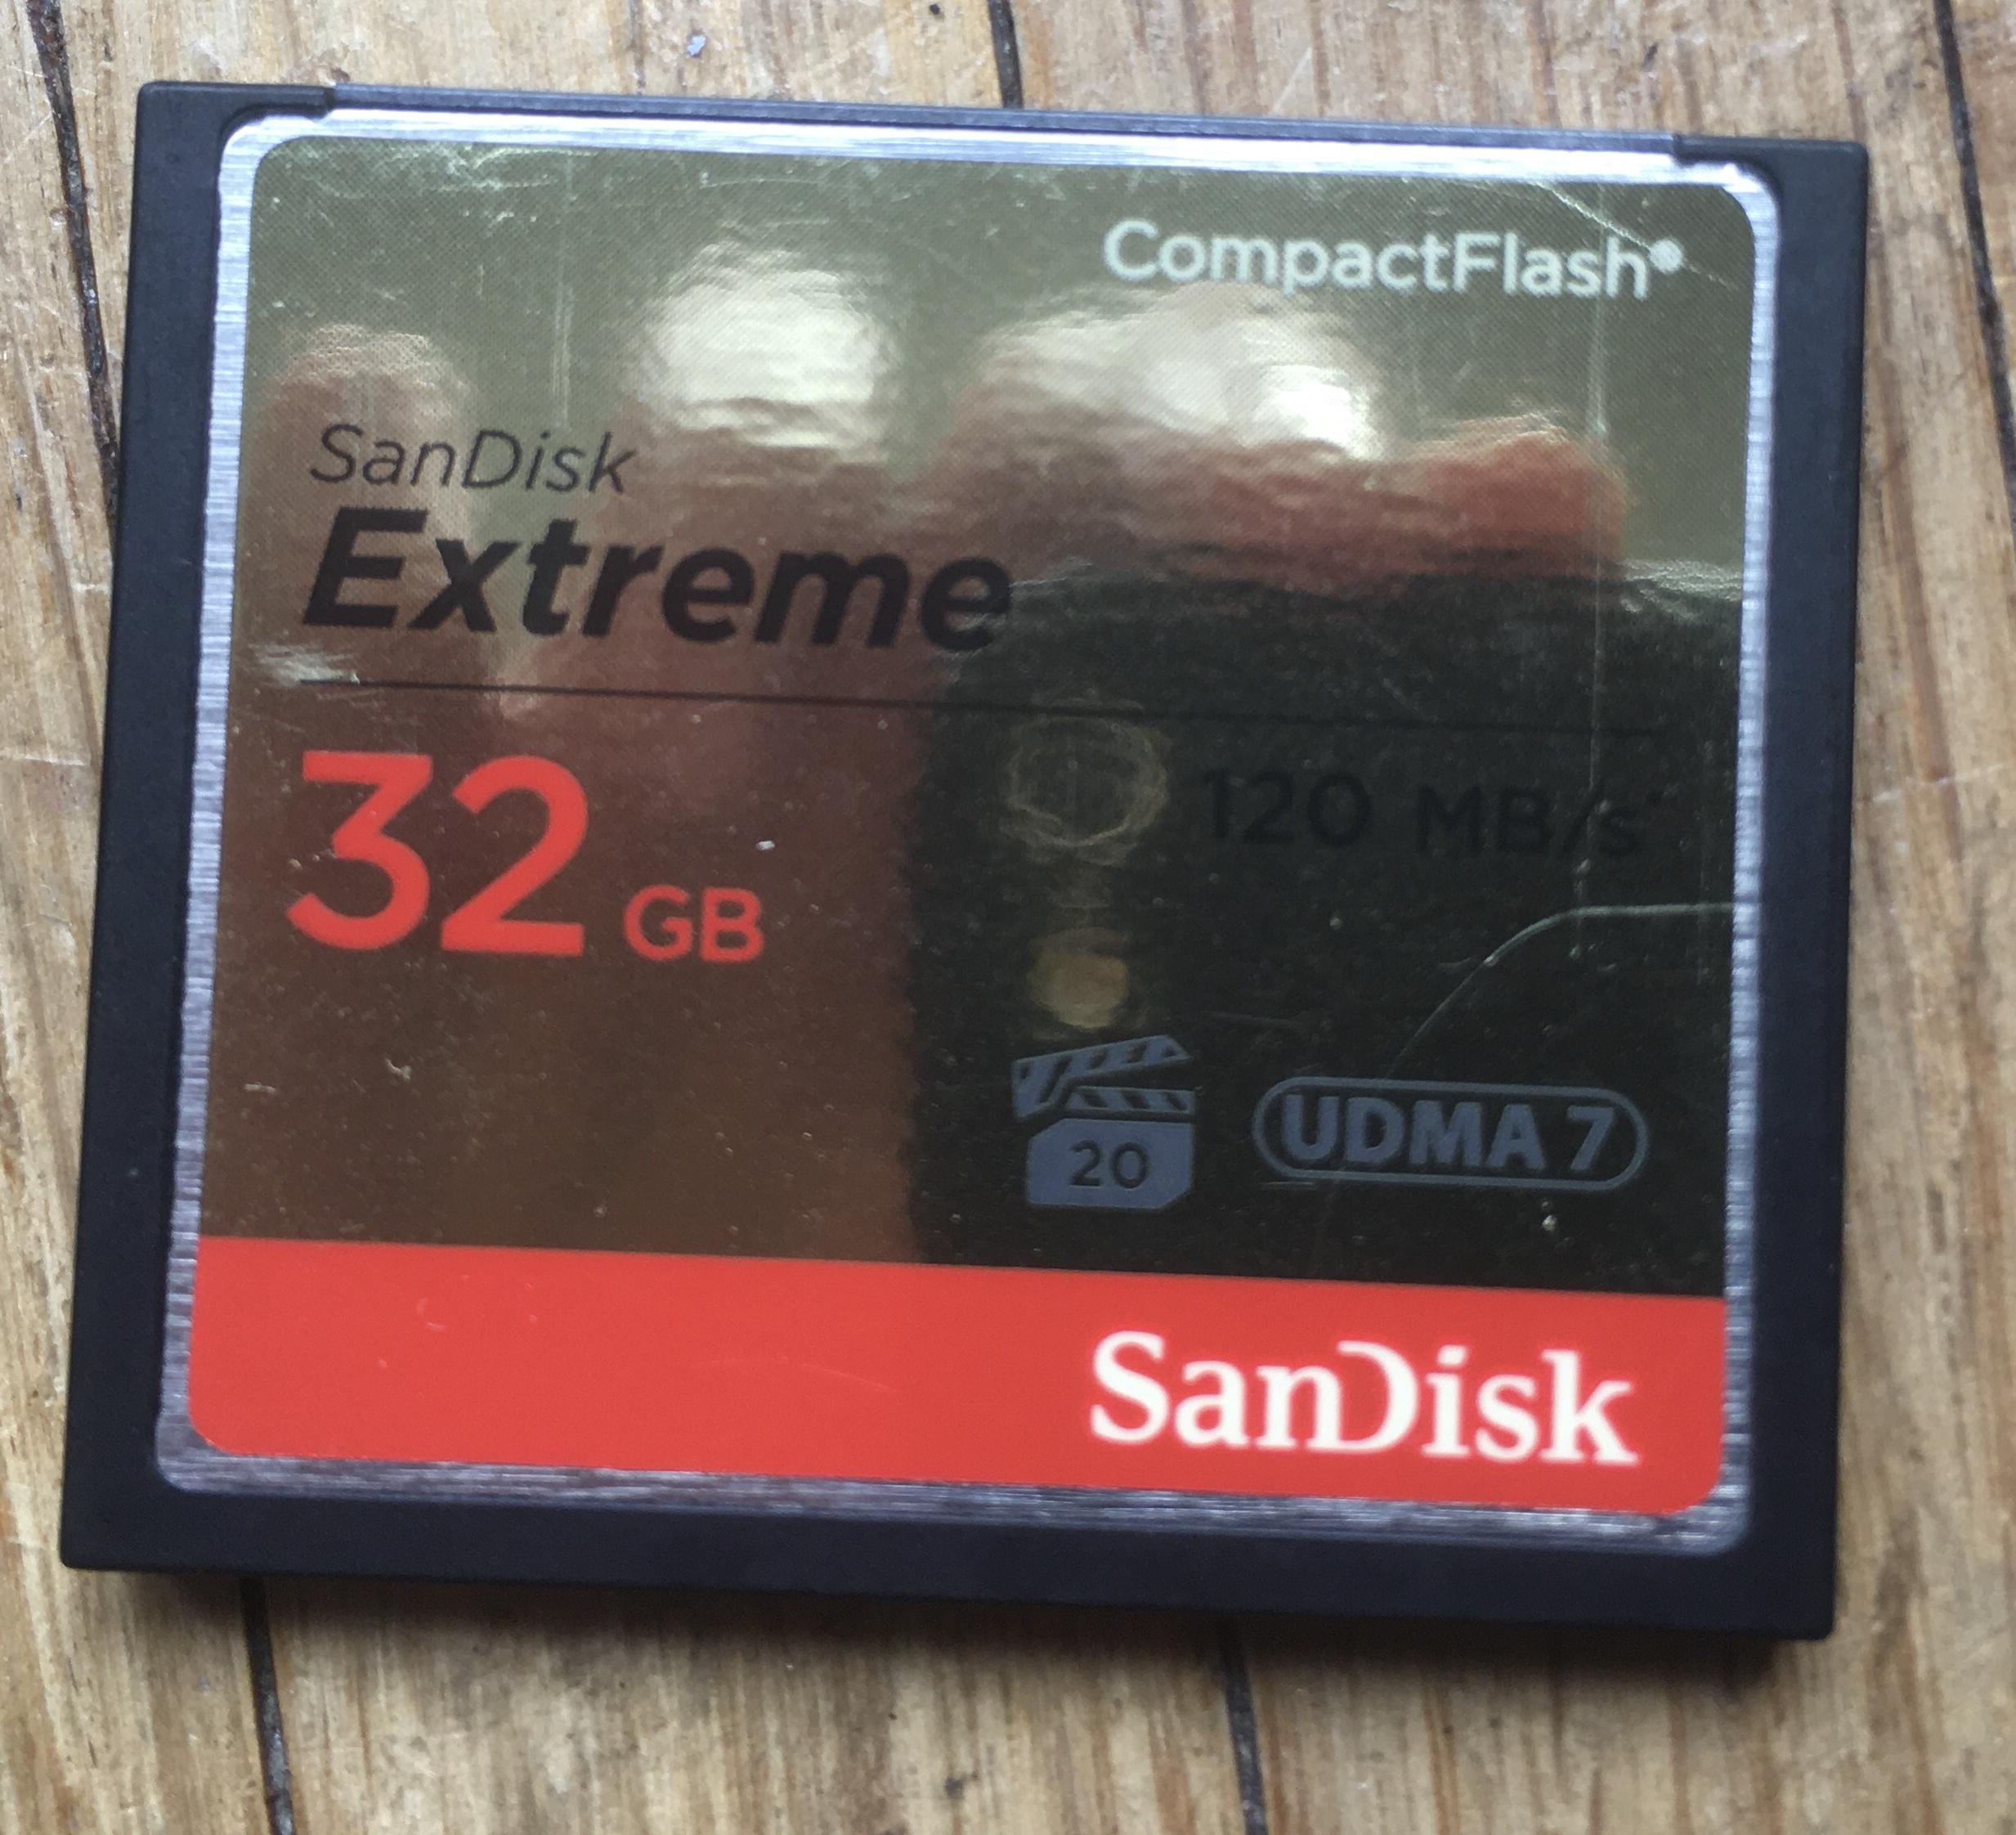 CompactFlash®
SanDisk
Extreme
32 GB
120 MB/s*
20
UDMA 7
SanDisk